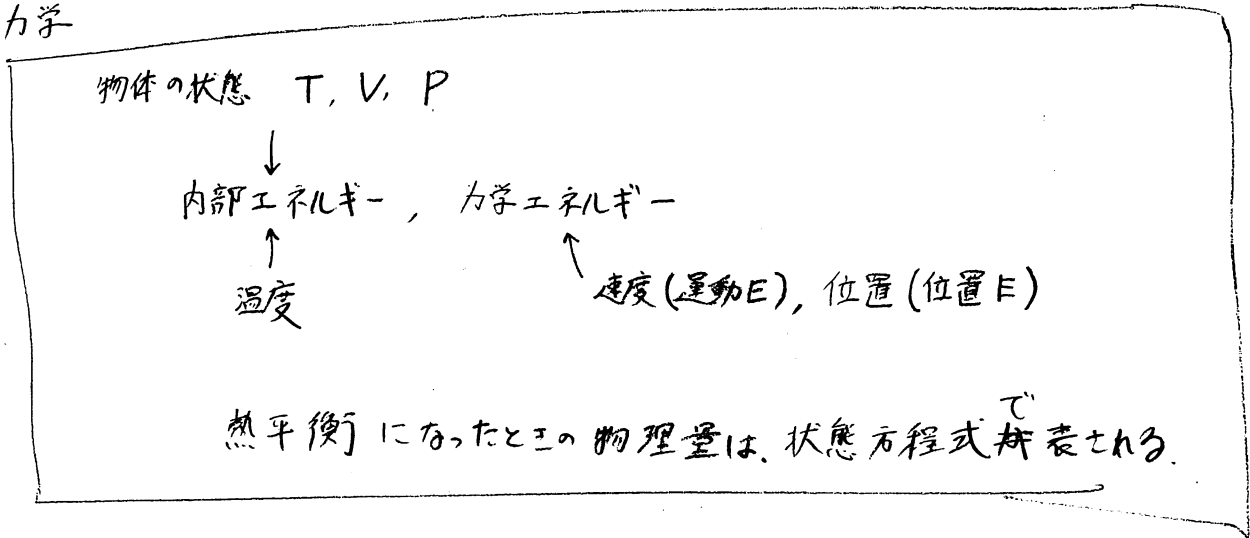 力学
物体の状態 T, V, P
↓
内部エネルギー, 力学エネルギー
↑ ↖
温度 速度(運動E), 位置(位置E)
熱平衡になったときの物理量は、状態方程式で表される.